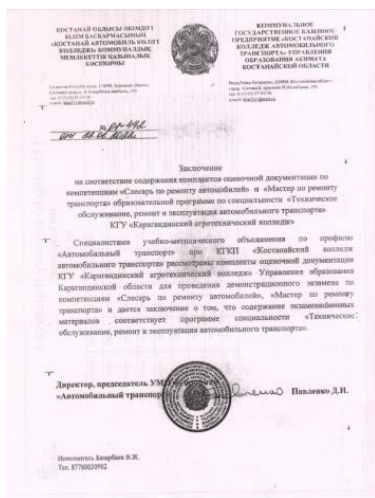 ҚОСТАНАЙ ОБЛЫСЫ ӘКІМДІГІ
БІЛІМ БАСҚАРМАСЫНЫҢ
«ҚОСТАНАЙ АВТОМОБИЛЬ КӨЛІГІ
КОЛЛЕДЖІ» КОММУНАЛДЫҚ
МЕМЛЕКЕТТІК ҚАЗЫНАЛЫҚ
КӘСІПОРНЫ
КОММУНАЛЬНОЕ
ГОСУДАРСТВЕННОЕ КАЗЕННОЕ
ПРЕДПРИЯТИЕ «КОСТАНАЙСКИЙ
КОЛЛЕДЖ АВТОМОБИЛЬНОГО
ТРАНСПОРТА» УПРАВЛЕНИЯ
ОБРАЗОВАНИЯ АКИМАТА
КОСТАНАЙСКОЙ ОБЛАСТИ
Заключение
на соответствие содержания комплектов оценочной документации по
компетенциям «Слесарь по ремонту автомобилей» и «Мастер по ремонту
транспорта» образовательной программе по специальности «Техническое
обслуживание, ремонт и эксплуатация автомобильного транспорта»
КГУ «Карагандинский агротехнический колледж»
Специалистами учебно-методического объединения по профилю
«Автомобильный транспорт» при КГКП «Костанайский колледж
автомобильного транспорта» рассмотрены комплекты оценочной документации
КГУ «Карагандинский агротехнический колледж» Управления образования
Карагандинской области для проведения демонстрационного экзамена по
компетенциям «Слесарь по ремонту автомобилей», «Мастер по ремонту
транспорта» и дается заключение о том, что содержание экзаменационных
материалов соответствует программе специальности «Техническое
обслуживание, ремонт и эксплуатация автомобильного транспорта».
Директор, председатель УМО
«Автомобильный транспорт Павленко Д.И.
Исполнитель Батарбаев В.Ж.
Тел. 87760050902